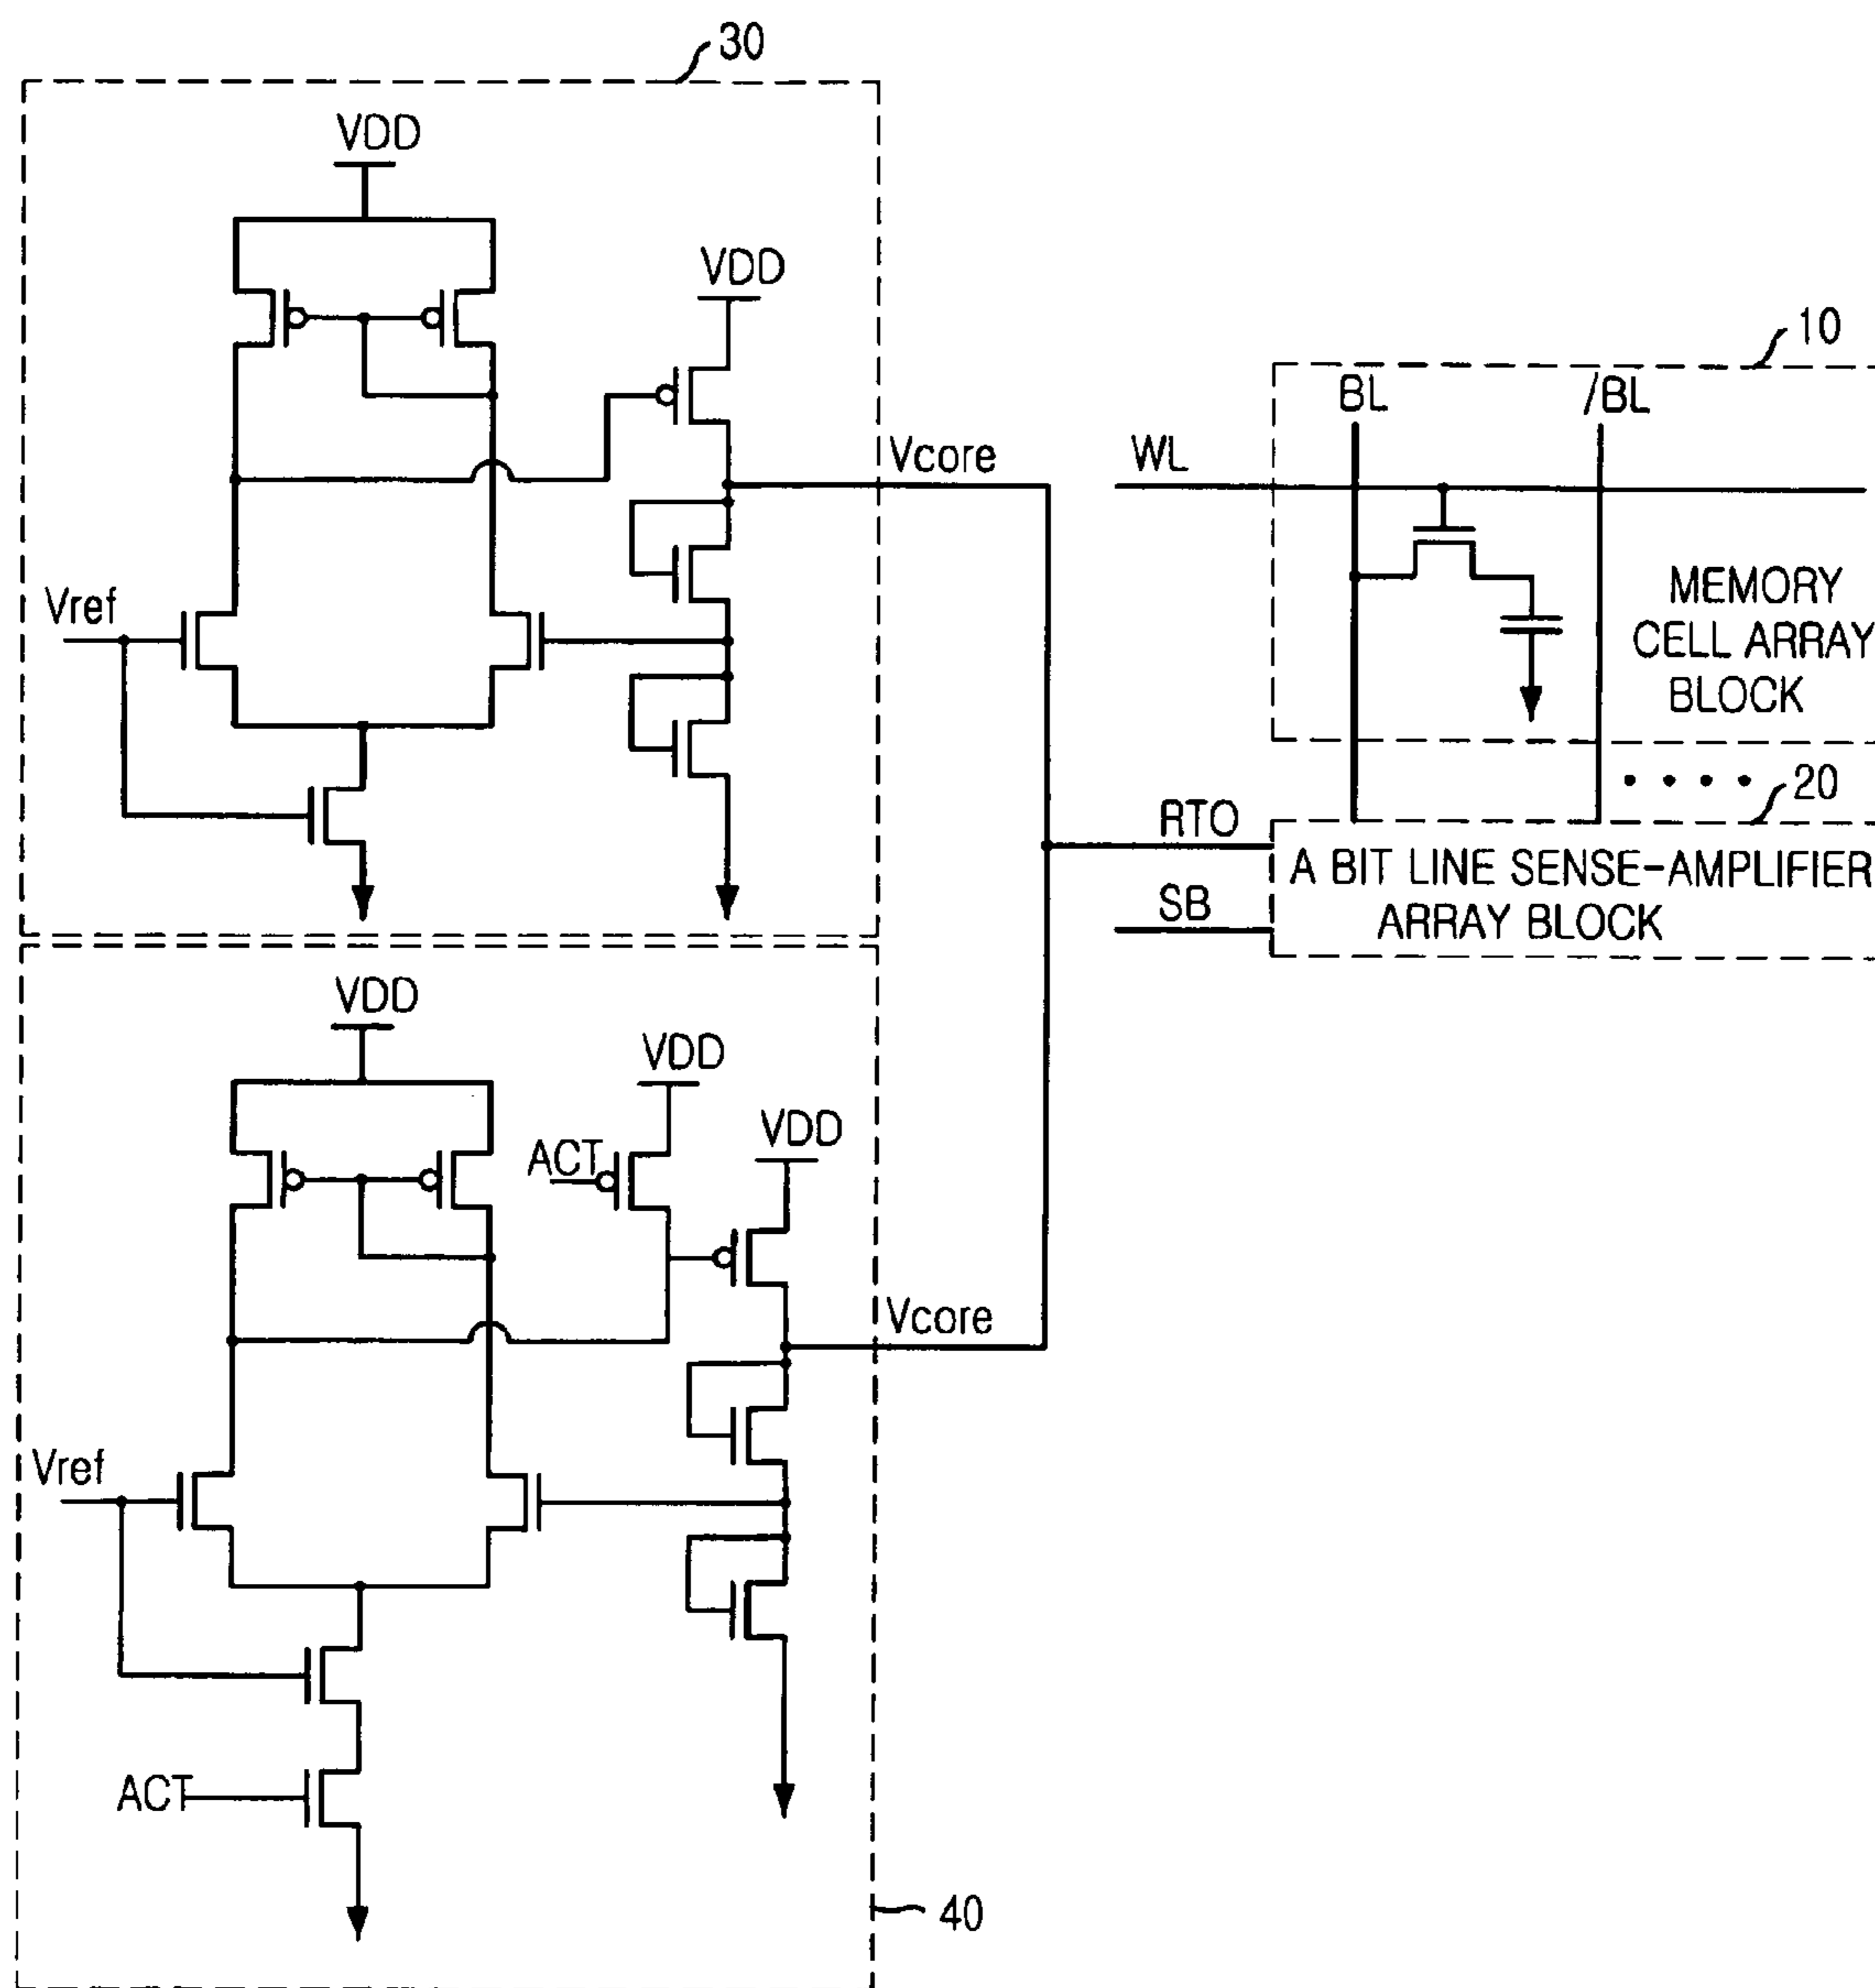 30
VDD
VDD
Vcore
Vref
10
BL
/BL
WL
MEMORY
CELL ARRAY
BLOCK
20
RTO
SB
A BIT LINE SENSE-AMPLIFIER
ARRAY BLOCK
VDD
VDD
VDD
ACT
Vcore
Vref
ACT
40